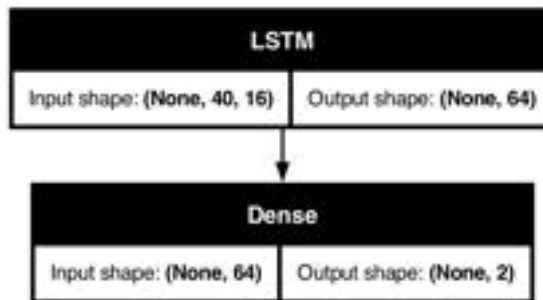 LSTM
Input shape: (None, 40, 16) Output shape: (None, 64)
Dense
Input shape: (None, 64) Output shape: (None, 2)